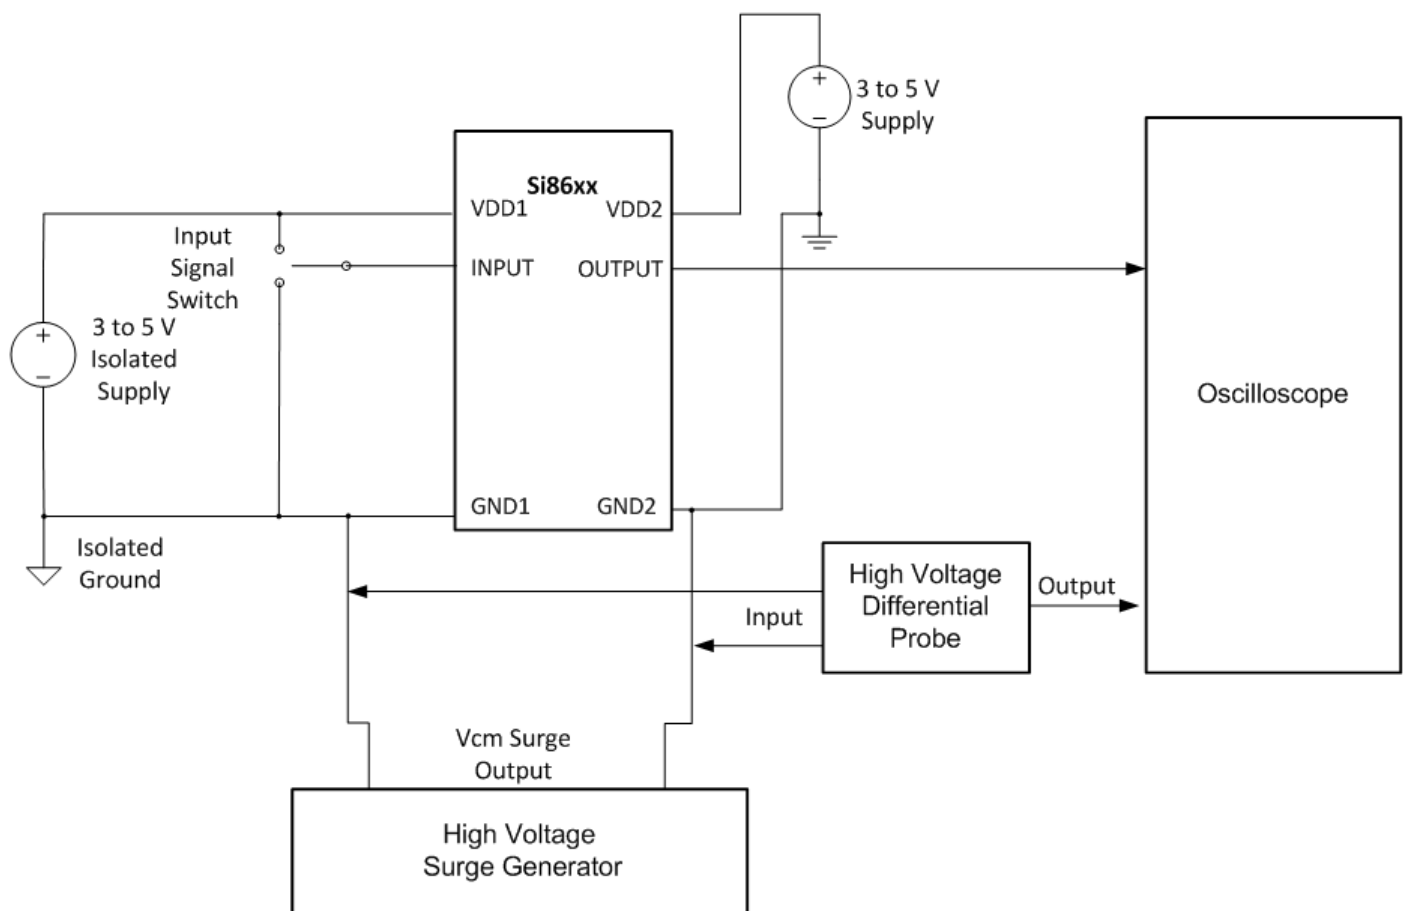 3 to 5 V
Supply
Si86xx
VDD1
VDD2
Input
Signal
Switch
INPUT
OUTPUT
+
−
3 to 5 V
Isolated
Supply
+
−
Oscilloscope
GND1
GND2
Isolated
Ground
High Voltage
Differential
Probe
Input
Output
Vcm Surge
Output
High Voltage
Surge Generator